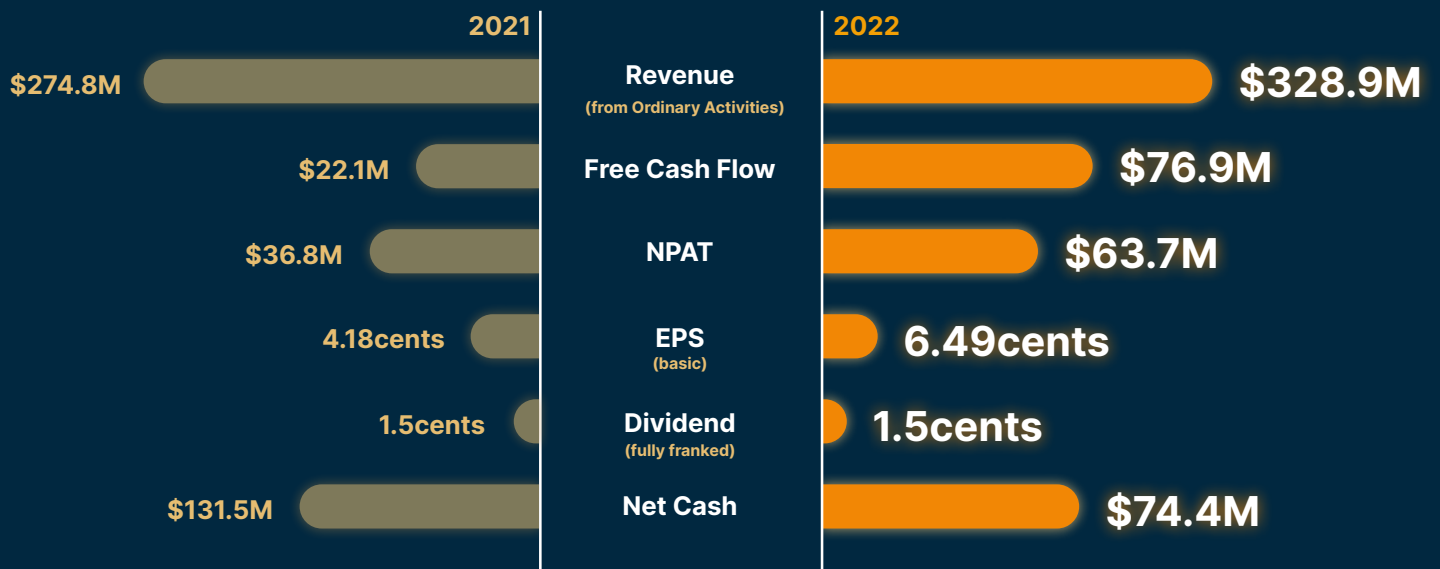 2021 2022
$274.8M Revenue $328.9M
(from Ordinary Activities)
$22.1M Free Cash Flow $76.9M
$36.8M NPAT $63.7M
4.18cents EPS 6.49cents
(basic)
1.5cents Dividend 1.5cents
(fully franked)
$131.5M Net Cash $74.4M